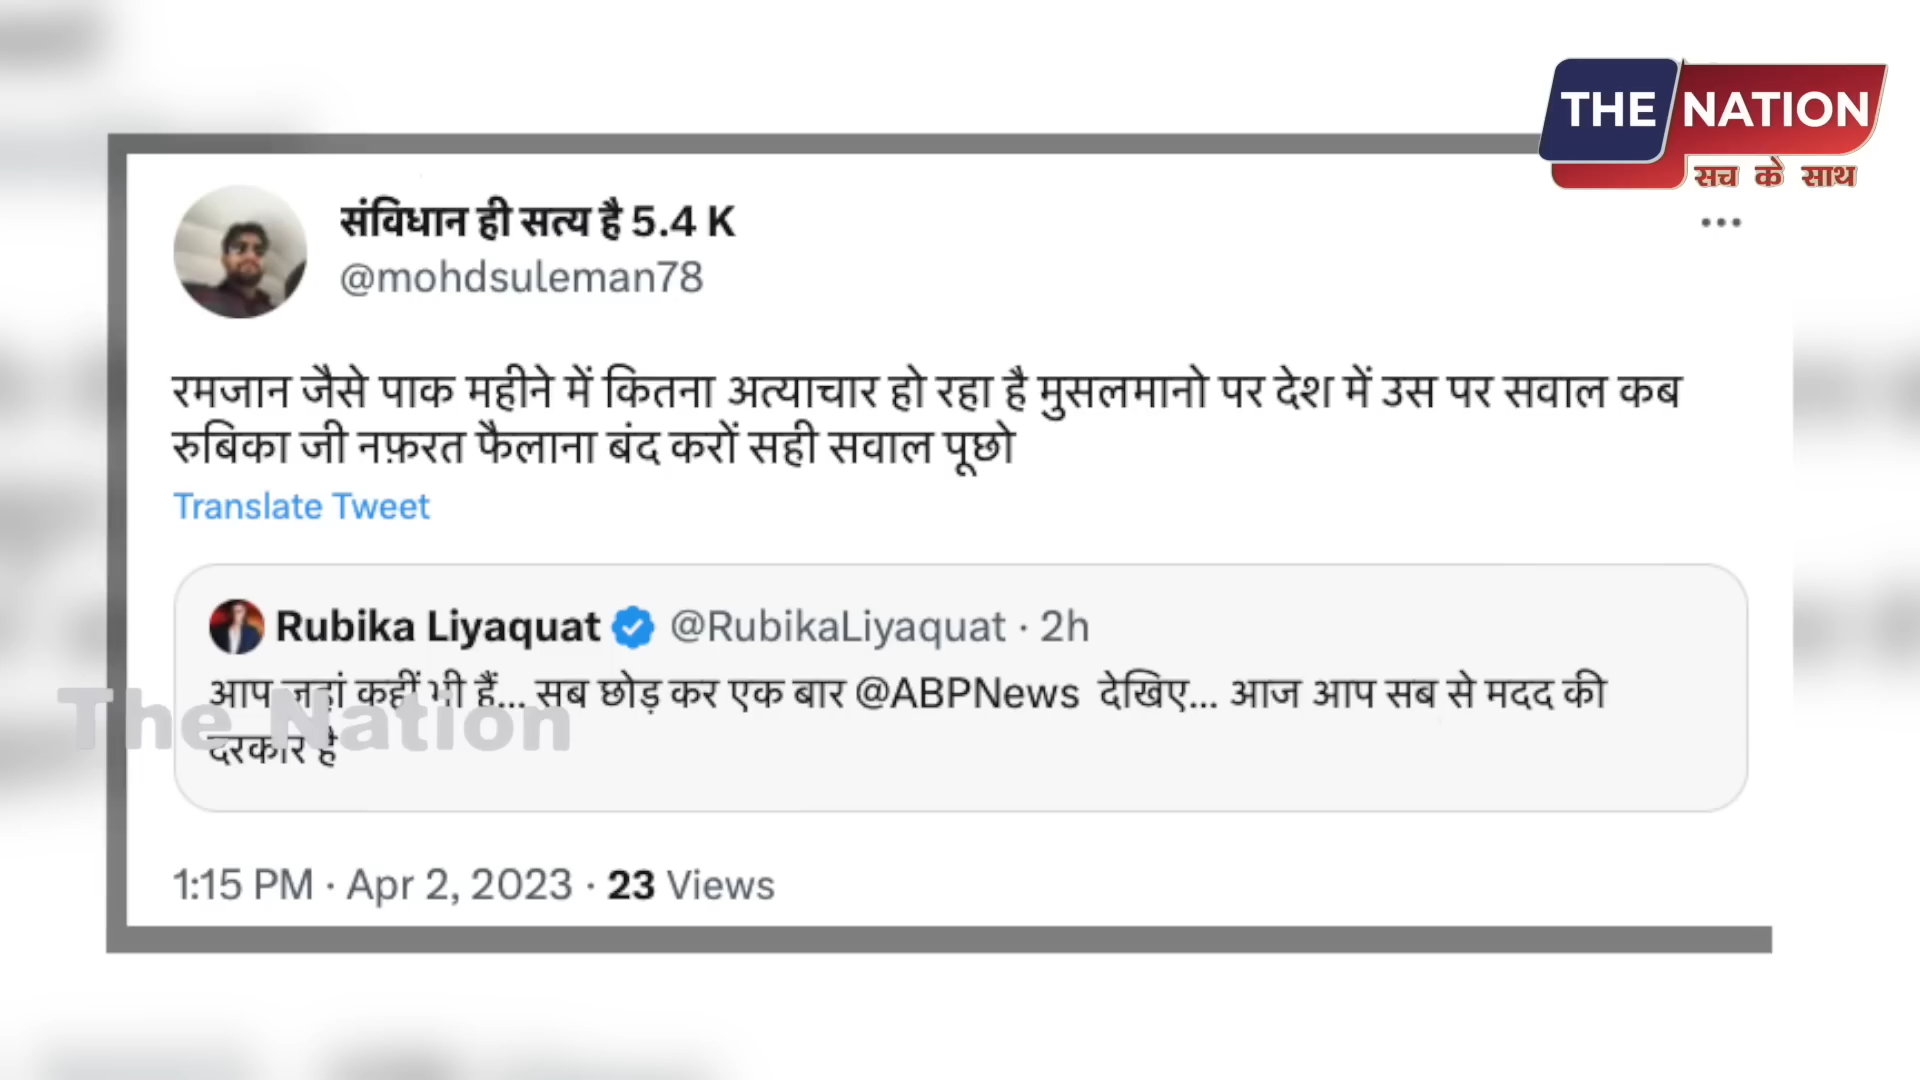 THE NATION
सच के साथ
संविधान ही सत्य है 5.4 K
@mohdsuleman78
रमजान जैसे पाक महीने में कितना अत्याचार हो रहा है मुसलमानो पर देश में उस पर सवाल कब
रुबिका जी नफ़रत फैलाना बंद करों सही सवाल पूछो
Translate Tweet
Rubika Liyaquat @RubikaLiyaquat · 2h
आप जहां कहीं भी हैं... सब छोड़ कर एक बार @ABPNews देखिए... आज आप सब से मदद की
दरकार है
The Nation
1:15 PM · Apr 2, 2023 · 23 Views